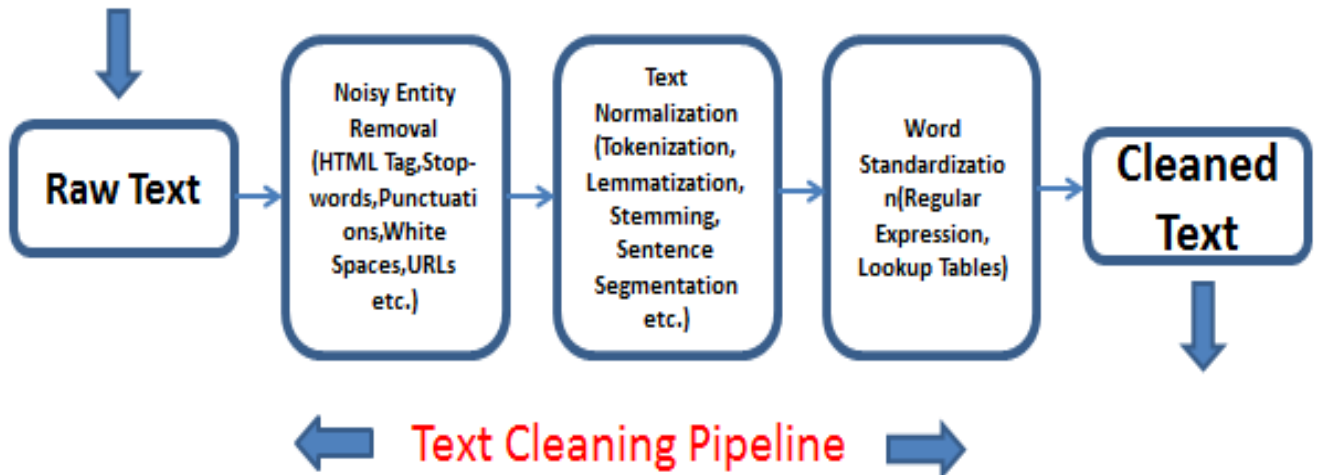 Raw Text
Noisy Entity
Removal
(HTML Tag,Stop-
words,Punctuati
ons,White
Spaces,URLs
etc.)
Text
Normalization
(Tokenization,
Lemmatization,
Stemming,
Sentence
Segmentation
etc.)
Word
Standardizatio
n(Regular
Expression,
Lookup Tables)
Cleaned
Text
Text Cleaning Pipeline